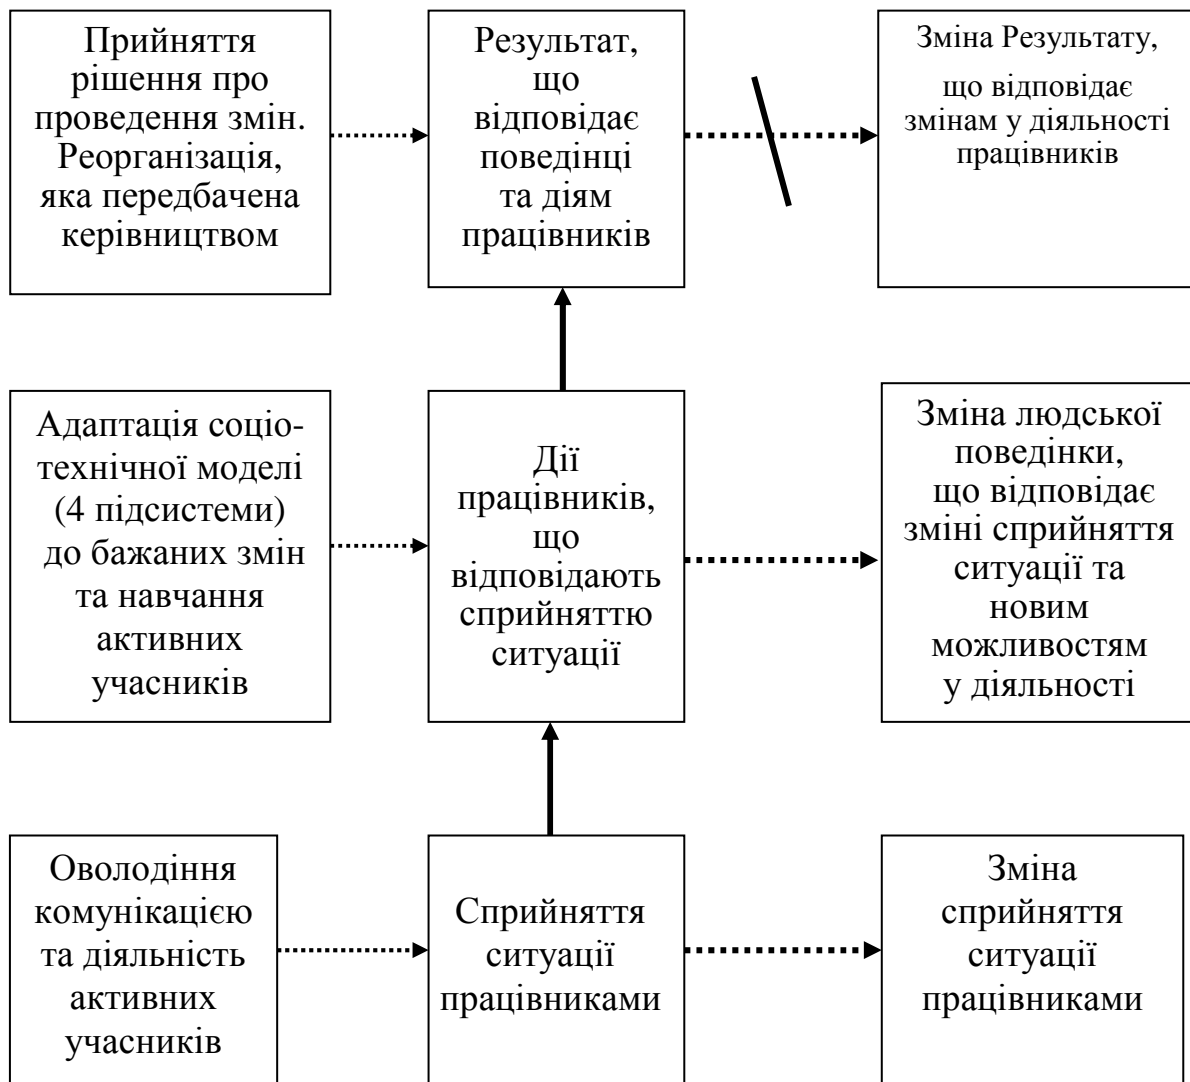 Прийняття
рішення про
проведення змін.
Реорганізація,
яка передбачена
керівництвом
Результат,
що
відповідає
поведінці
та діям
працівників
Зміна Результату,
що відповідає
змінам у діяльності
працівників
Адаптація соціо-
технічної моделі
(4 підсистеми)
до бажаних змін
та навчання
активних
учасників
Дії
працівників,
що
відповідають
сприйняттю
ситуації
Зміна людської
поведінки,
що відповідає
зміні сприйняття
ситуації та
новим
можливостям
у діяльності
Оволодіння
комунікацією
та діяльність
активних
учасників
Сприйняття
ситуації
працівниками
Зміна
сприйняття
ситуації
працівниками